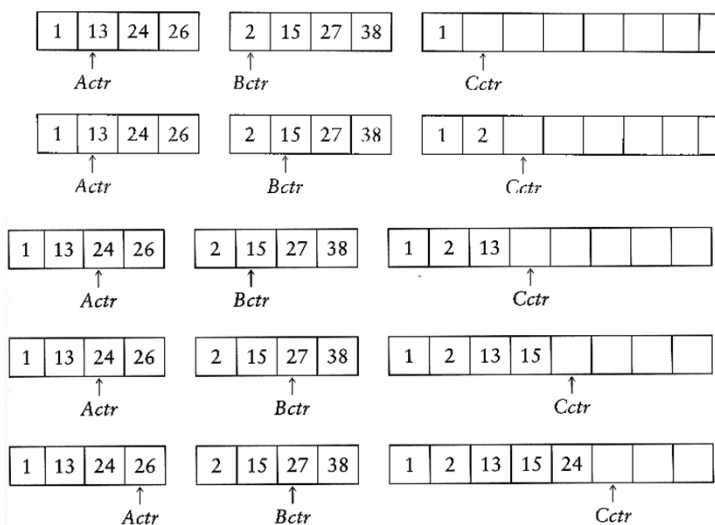 1 13 24 26 2 15 27 38 1
Actr Bctr Cctr
1 13 24 26 2 15 27 38 1 2
Actr Bctr Cctr
1 13 24 26 2 15 27 38 1 2 13
Actr Bctr Cctr
1 13 24 26 2 15 27 38 1 2 13 15
Actr Bctr Cctr
1 13 24 26 2 15 27 38 1 2 13 15 24
Actr Bctr Cctr